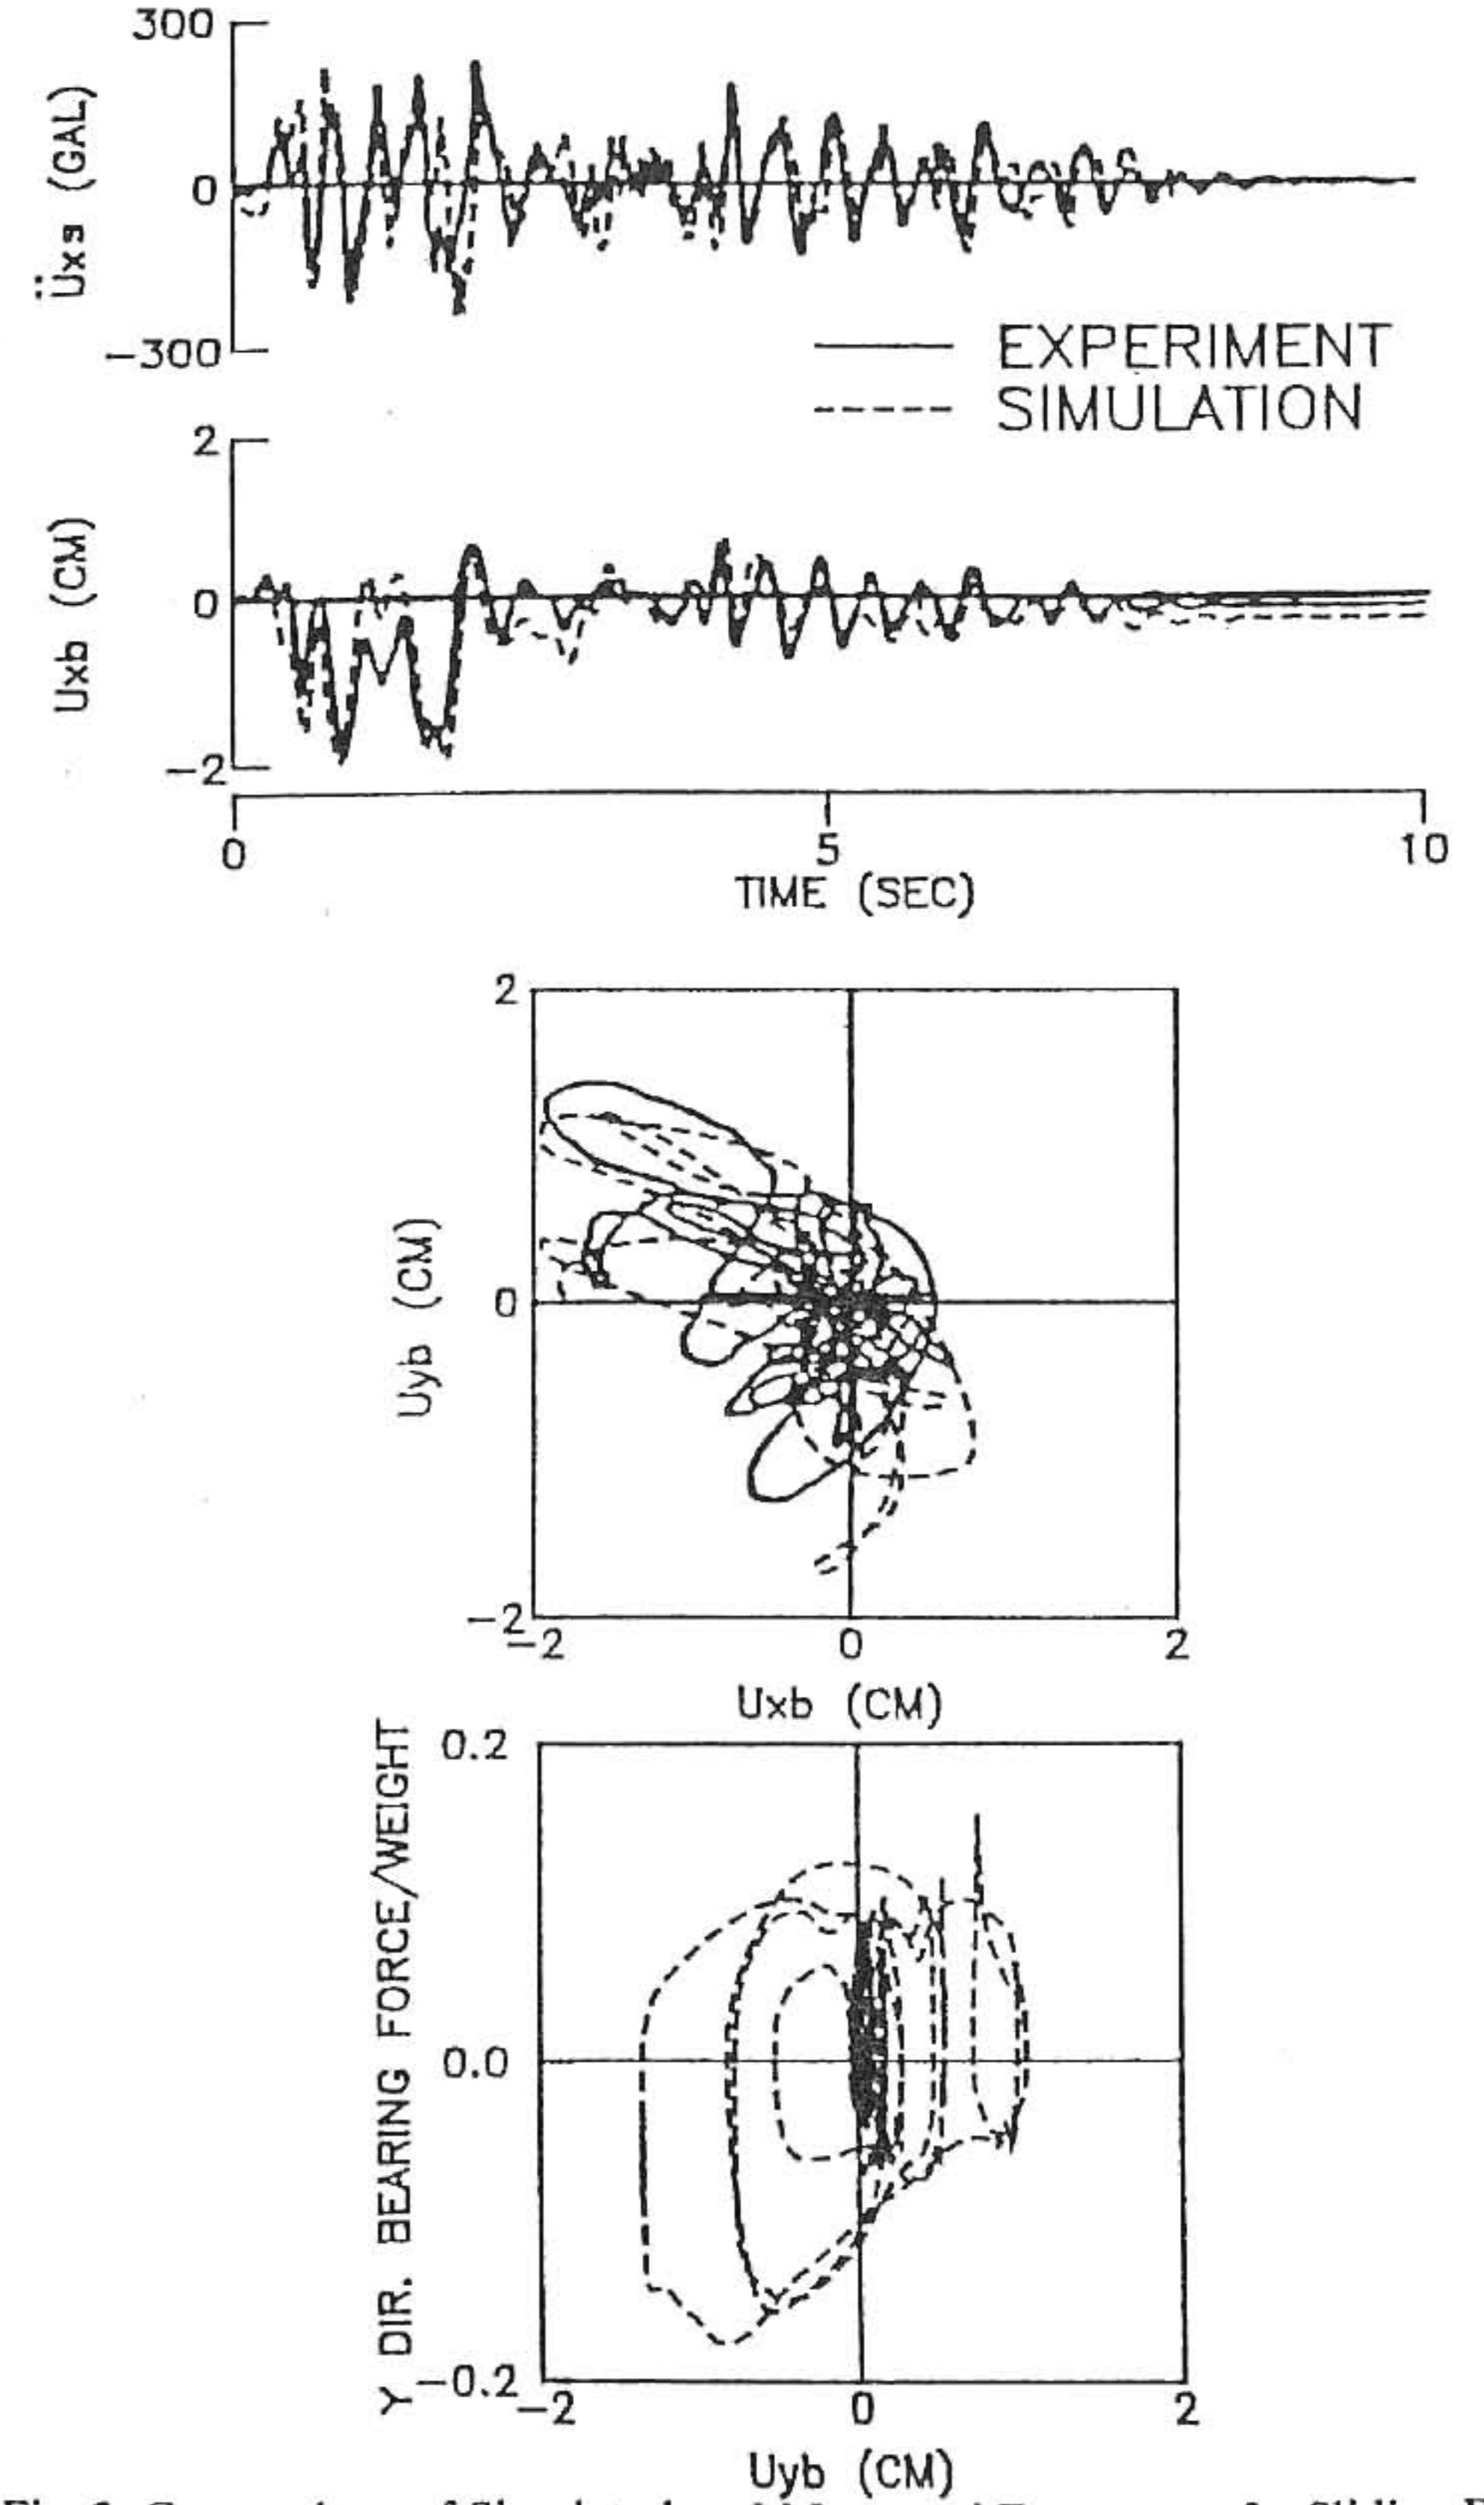 300
0
-300
Üxs (GAL)
EXPERIMENT
SIMULATION
2
0
-2
Uxb (CM)
0 5 10
TIME (SEC)
2
0
-2
Uyb (CM)
-2 0 2
Uxb (CM)
0.2
0.0
-0.2
Y DIR. BEARING FORCE/WEIGHT
-2 0 2
Uyb (CM)